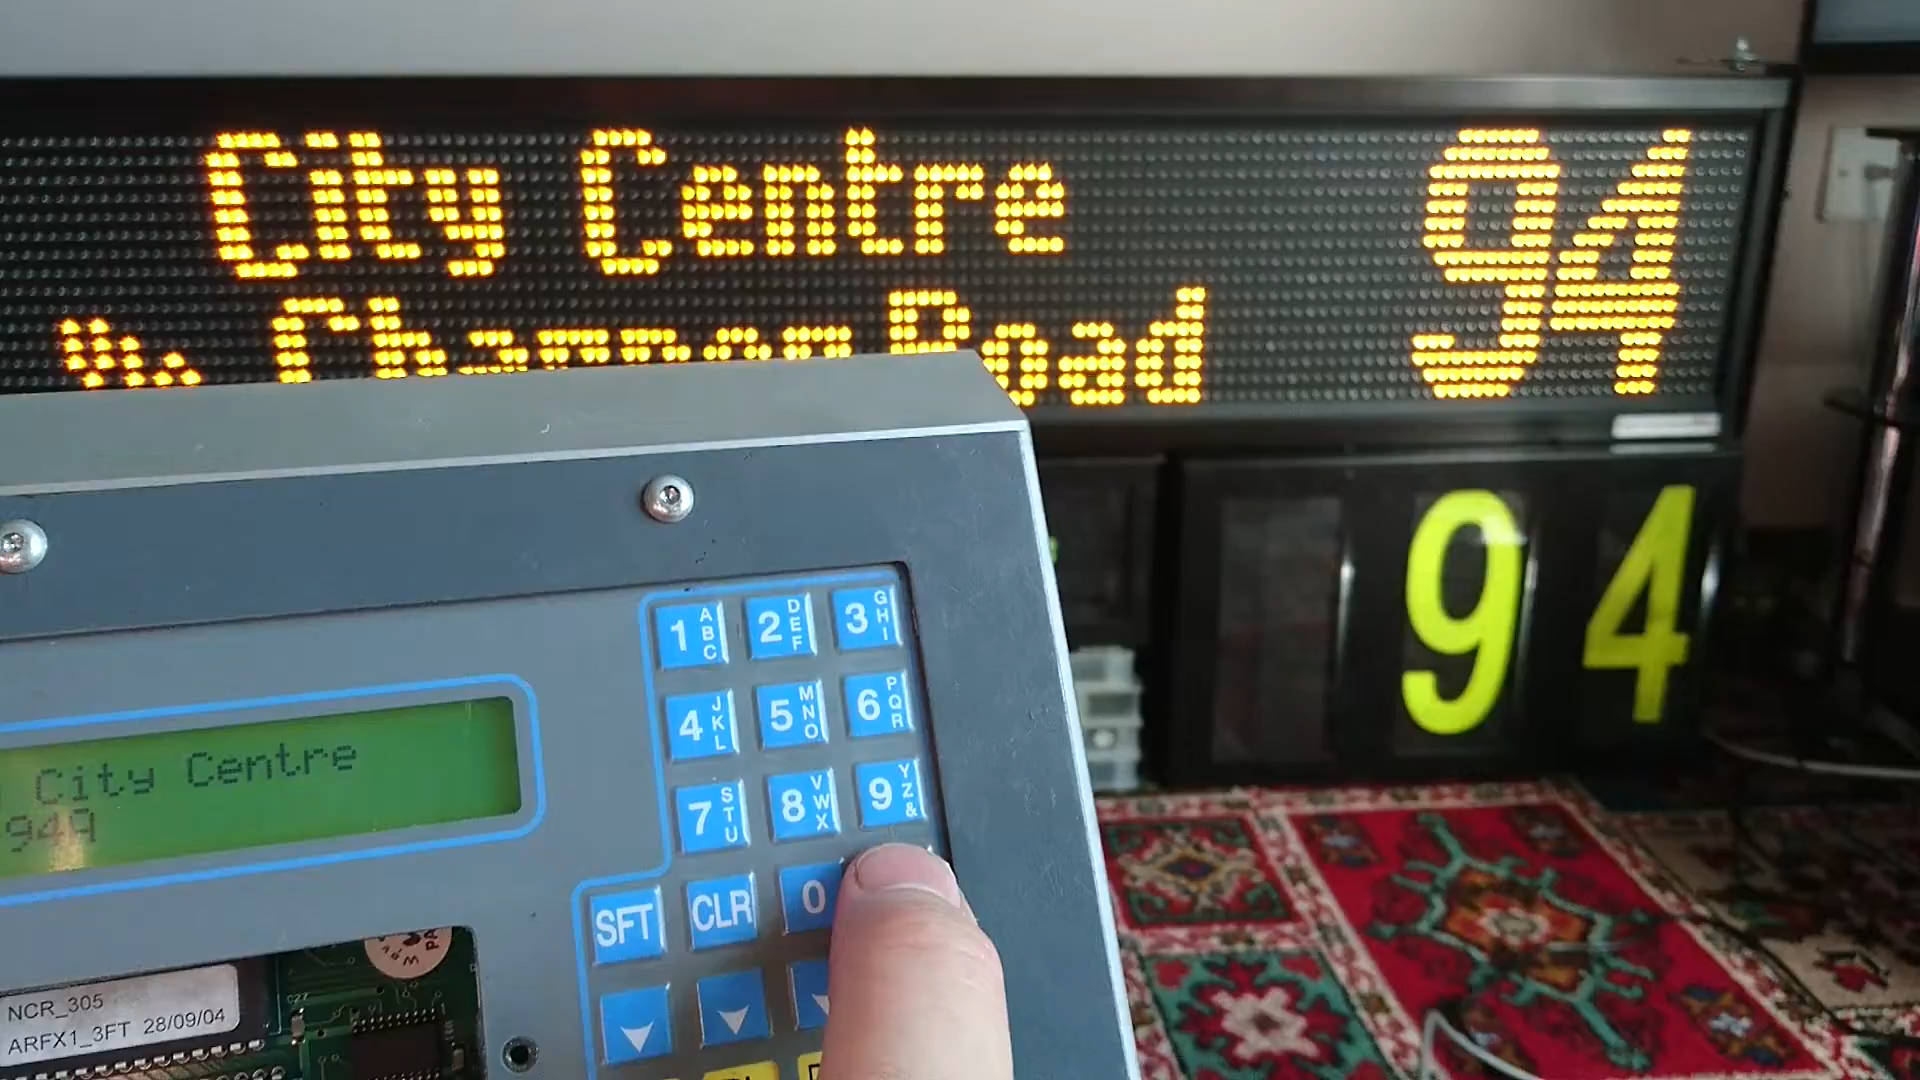 City Centre
94
Road
94
City Centre
949
1 ABC 2 DEF 3 GHI
4 JKL 5 MNO 6 PQR
7 STU 8 VWX 9 YZ&
SFT CLR 0
NCR_305
ARFX1_3FT 28/09/04